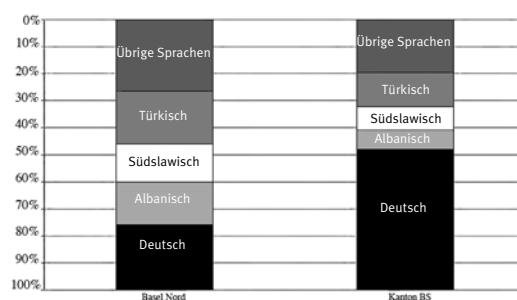 0%
10%
20%
30%
40%
50%
60%
70%
80%
90%
100%
Übrige Sprachen
Türkisch
Südslawisch
Albanisch
Deutsch
Basel Nord
Übrige Sprachen
Türkisch
Südslawisch
Albanisch
Deutsch
Kanton BS